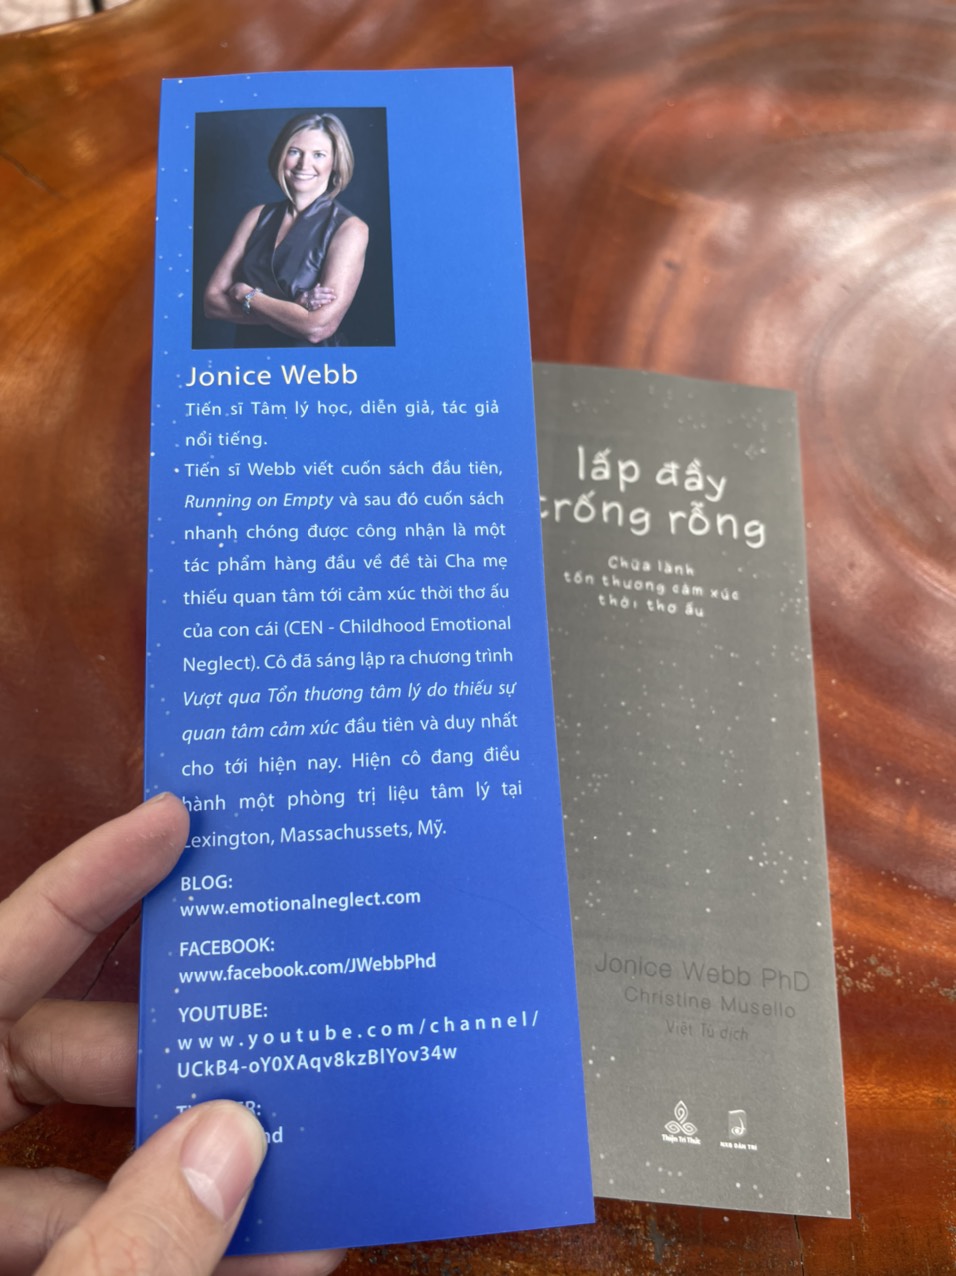 Jonice Webb
Tiến sĩ Tâm lý học, diễn giả, tác giả
nổi tiếng.
Tiến sĩ Webb viết cuốn sách đầu tiên,
Running on Empty và sau đó cuốn sách
nhanh chóng được công nhận là một
tác phẩm hàng đầu về đề tài Cha mẹ
thiếu quan tâm tới cảm xúc thời thơ ấu
của con cái (CEN - Childhood Emotional
Neglect). Cô đã sáng lập ra chương trình
Vượt qua Tổn thương tâm lý do thiếu sự
quan tâm cảm xúc đầu tiên và duy nhất
cho tới hiện nay. Hiện cô đang điều
hành một phòng trị liệu tâm lý tại
Lexington, Massachussets, Mỹ.
BLOG:
www.emotionalneglect.com
FACEBOOK:
www.facebook.com/JWebbPhd
YOUTUBE:
www.youtube.com/channel/
UCkB4-oY0XAqv8kzBlYov34w
lấp đầy
trống rỗng
Chữa lành
tổn thương cảm xúc
thời thơ ấu
Jonice Webb PhD
Christine Musello
Việt Tú dịch
Thiện Tri Thức
NXB DÂN TRÍ